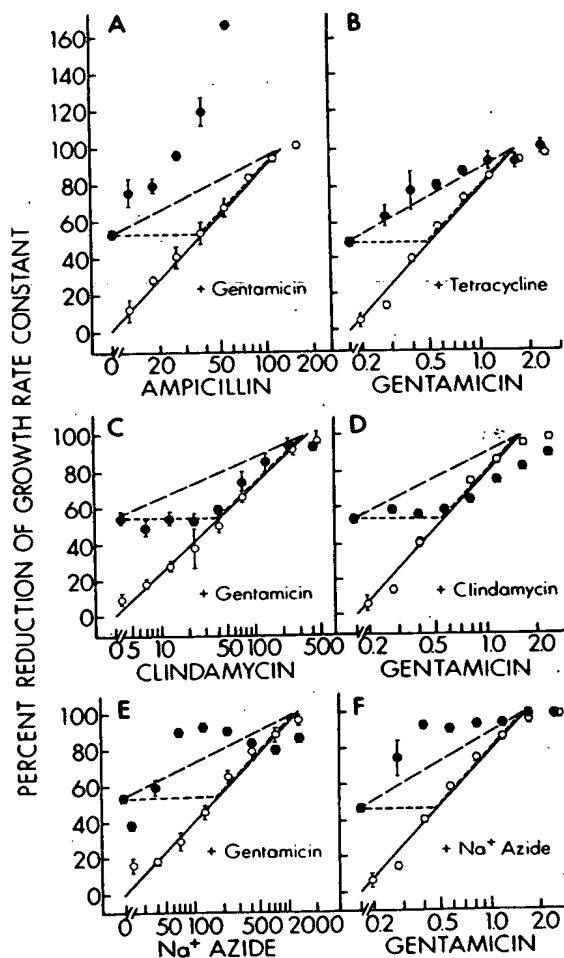 PERCENT REDUCTION OF GROWTH RATE CONSTANT
A
160
140
120
100
80
60
40
20
0
+ Gentamicin
0 20 50 100 200
AMPICILLIN
B
+ Tetracycline
0 0.2 0.5 1.0 2.0
GENTAMICIN
C
100
80
60
40
20
0
+ Gentamicin
0 5 10 50 100 500
CLINDAMYCIN
D
+ Clindamycin
0 0.2 0.5 1.0 2.0
GENTAMICIN
E
100
80
60
40
20
0
+ Gentamicin
0 50 100 500 2000
Na+ AZIDE
F
+ Na+ Azide
0 0.2 0.5 1.0 2.0
GENTAMICIN